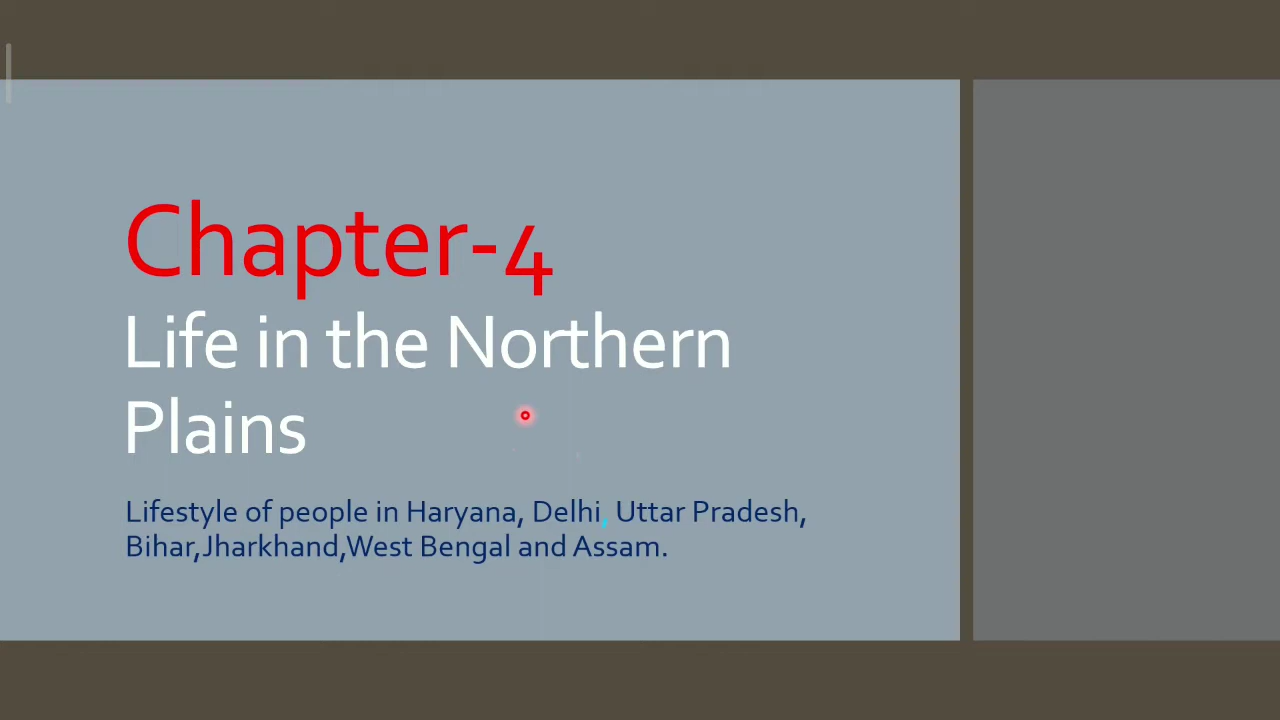 Chapter-4
Life in the Northern
Plains
Lifestyle of people in Haryana, Delhi, Uttar Pradesh,
Bihar,Jharkhand,West Bengal and Assam.